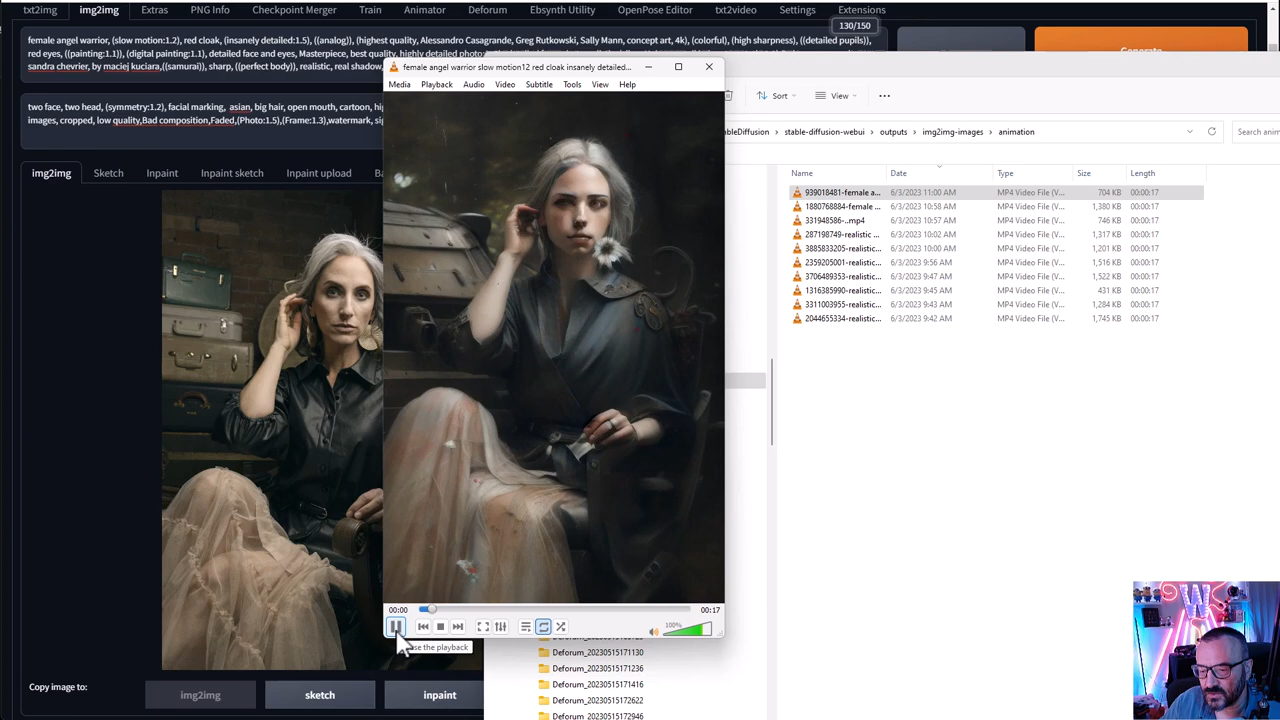 txt2img img2img Extras PNG Info Checkpoint Merger Train Animator Deforum Ebsynth Utility OpenPose Editor txt2video Settings Extensions
130/150
Generate
female angel warrior, (slow motion:1.2), red cloak, (insanely detailed:1.5), ((analog)), (highest quality, Alessandro Casagrande, Greg Rutkowski, Sally Mann, concept art, 4k), (colorful), (high sharpness), ((detailed pupils)),
red eyes, ((painting:1.1)), (digital painting:1.1), detailed face and eyes, Masterpiece, best quality, highly detailed photo:
sandra chevrier, by maciej kuciara,((samurai)), sharp, ((perfect body)), realistic, real shadow,
two face, two head, (symmetry:1.2), facial marking, asian, big hair, open mouth, cartoon,
images, cropped, low quality,Bad composition,Faded,(Photo:1.5),(Frame:1.3),watermark,
img2img Sketch Inpaint Inpaint sketch Inpaint upload
female angel warrior slow motion12 red cloak insanely detailed...
Media Playback Audio Video Subtitle Tools View Help
Sort View
stable-diffusion-webui outputs img2img-images animation
Search
Name Date Type Size Length
939018481-female a... 6/3/2023 11:00 AM MP4 Video File (V... 704 KB 00:00:17
1880768884-female ... 6/3/2023 10:58 AM MP4 Video File (V... 1,380 KB 00:00:17
331948586-..mp4 6/3/2023 10:57 AM MP4 Video File (V... 746 KB 00:00:17
287198749-realistic ... 6/3/2023 10:02 AM MP4 Video File (V... 1,317 KB 00:00:17
3885833205-realistic... 6/3/2023 10:00 AM MP4 Video File (V... 1,201 KB 00:00:17
2359205001-realistic... 6/3/2023 9:56 AM MP4 Video File (V... 1,516 KB 00:00:17
3706489353-realistic... 6/3/2023 9:47 AM MP4 Video File (V... 1,522 KB 00:00:17
1316385990-realistic... 6/3/2023 9:45 AM MP4 Video File (V... 431 KB 00:00:17
3311003955-realistic... 6/3/2023 9:43 AM MP4 Video File (V... 1,284 KB 00:00:17
2044655334-realistic... 6/3/2023 9:42 AM MP4 Video File (V... 1,745 KB 00:00:17
00:00 00:17
100%
the playback
Deforum_20230515171130
Deforum_20230515171236
Deforum_20230515171416
Deforum_20230515172622
Deforum_20230515172946
Copy image to: img2img sketch inpaint
W